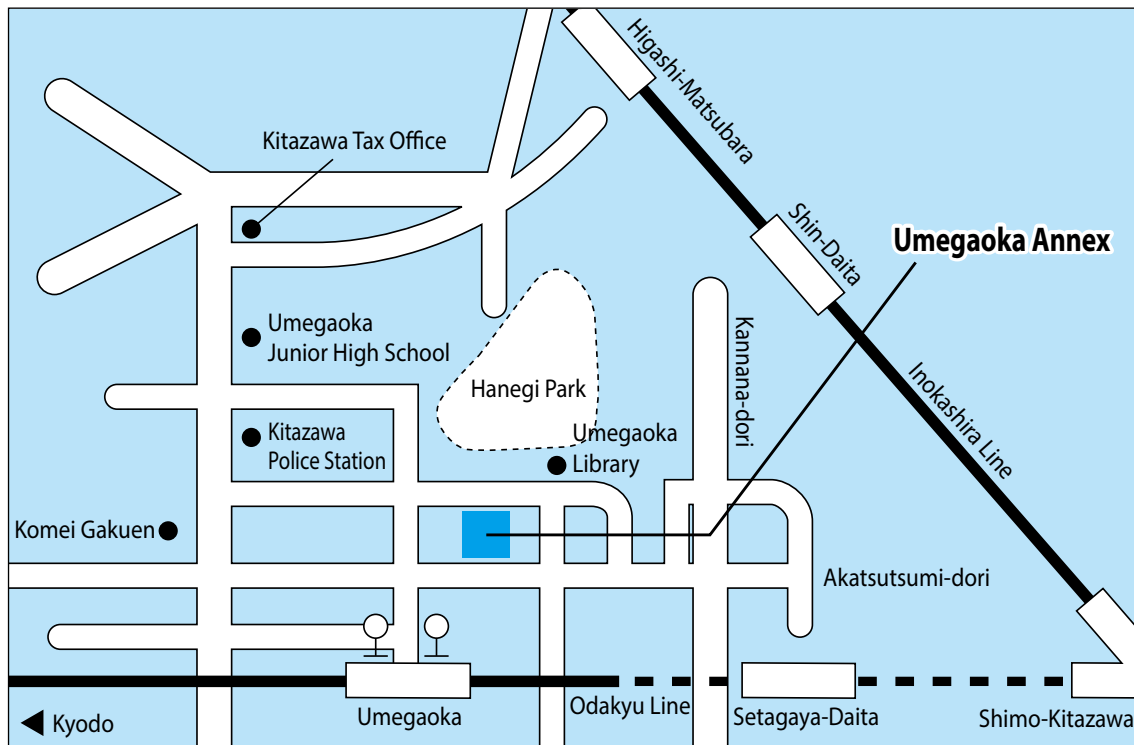 Higashi-Matsubara
Kitazawa Tax Office
Shin-Daita
Umegaoka Annex
Umegaoka
Junior High School
Kannana-dori
Hanegi Park
Inokashira Line
Umegaoka
Library
Kitazawa
Police Station
Komei Gakuen
Akatsutsumi-dori
Odakyu Line
Kyodo
Umegaoka
Setagaya-Daita
Shimo-Kitazawa